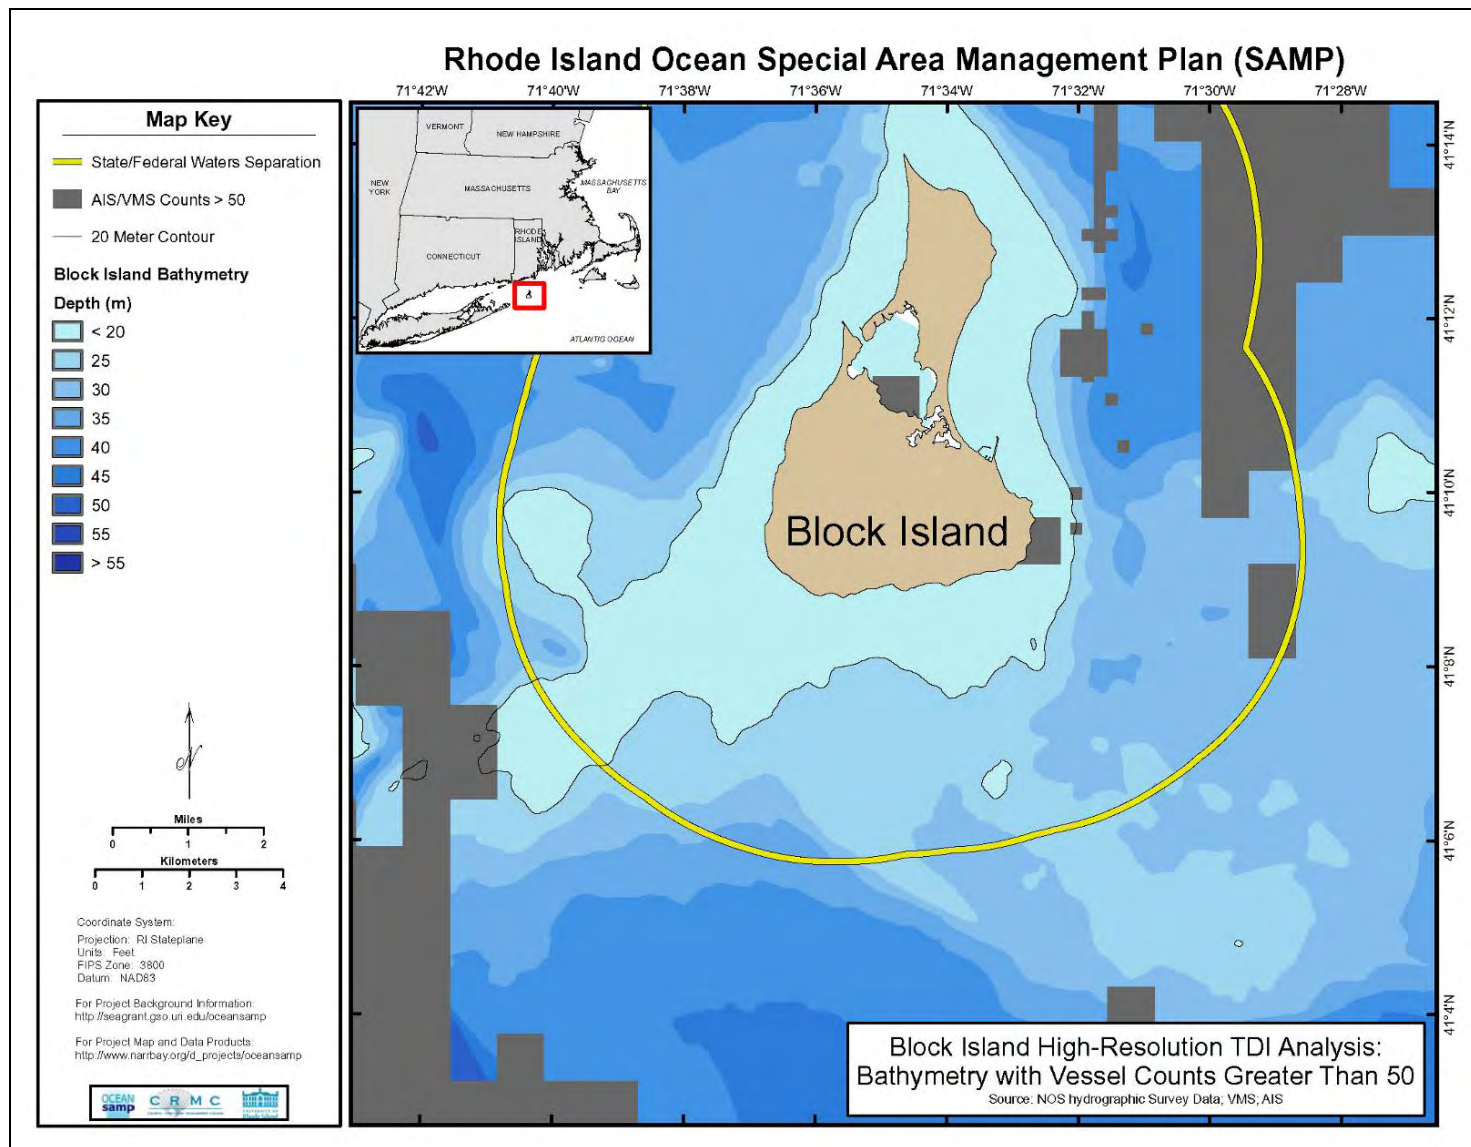 Rhode Island Ocean Special Area Management Plan (SAMP)
71°42'W 71°40'W 71°38'W 71°36'W 71°34'W 71°32'W 71°30'W 71°28'W
Map Key
State/Federal Waters Separation
AIS/VMS Counts > 50
20 Meter Contour
Block Island Bathymetry
Depth (m)
< 20
25
30
35
40
45
50
55
> 55
N
Miles
0 1 2
Kilometers
0 1 2 3 4
Coordinate System:
Projection: RI Stateplane
Units: Feet
FIPS Zone: 3800
Datum: NAD83
For Project Background Information:
http://seagrant.gso.uri.edu/oceansamp
For Project Map and Data Products:
http://www.narrbay.org/d_projects/oceansamp
OCEAN
samp
C R M C
VERMONT
NEW HAMPSHIRE
NEW
YORK
MASSACHUSETTS
MASSACHUSETTS
BAY
RHODE
ISLAND
CONNECTICUT
ATLANTIC OCEAN
Block Island
41°14'N
41°12'N
41°10'N
41°8'N
41°6'N
41°4'N
Block Island High-Resolution TDI Analysis:
Bathymetry with Vessel Counts Greater Than 50
Source: NOS hydrographic Survey Data; VMS; AIS